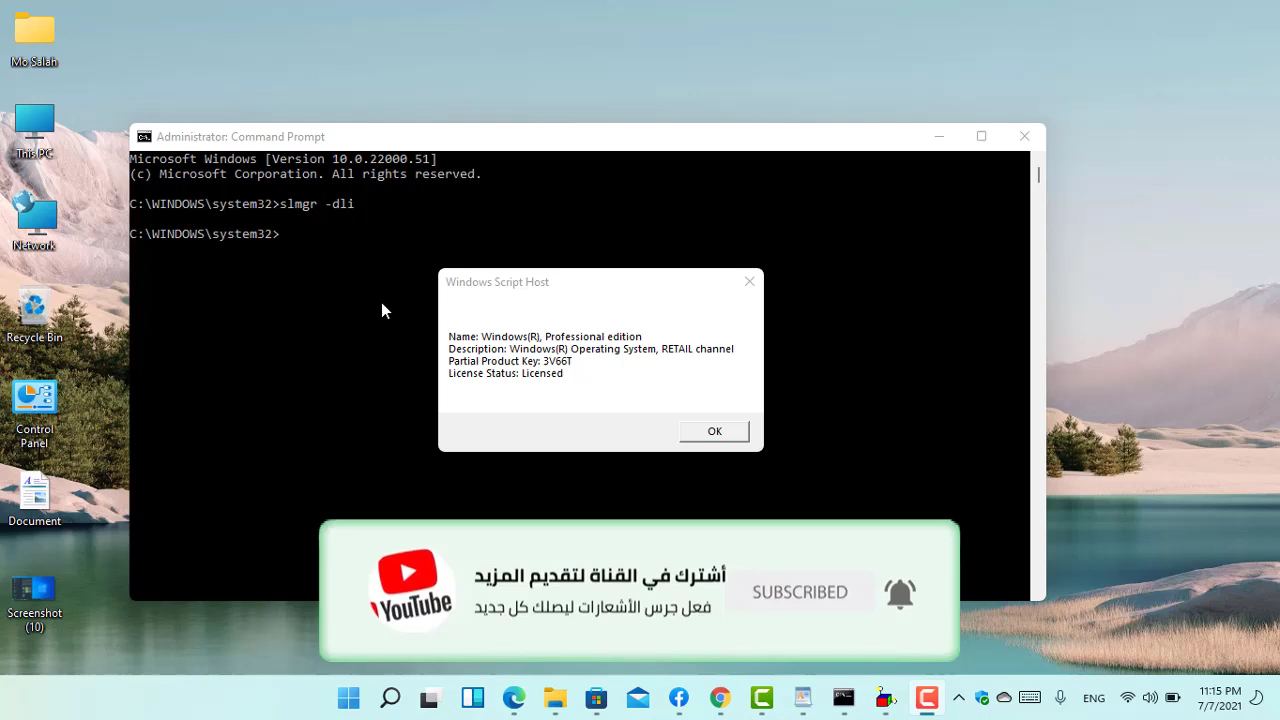 Mo Salah
This PC
Network
Recycle Bin
Control
Panel
Document
Screenshot
(10)
Administrator: Command Prompt
Microsoft Windows [Version 10.0.22000.51]
(c) Microsoft Corporation. All rights reserved.
C:\WINDOWS\system32>slmgr -dli
C:\WINDOWS\system32>
Windows Script Host
Name: Windows(R), Professional edition
Description: Windows(R) Operating System, RETAIL channel
Partial Product Key: 3V66T
License Status: Licensed
OK
YouTube
أشترك في القناة لتقديم المزيد
فعل جرس الأشعارات ليصلك كل جديد
SUBSCRIBED
ENG
11:15 PM
7/7/2021